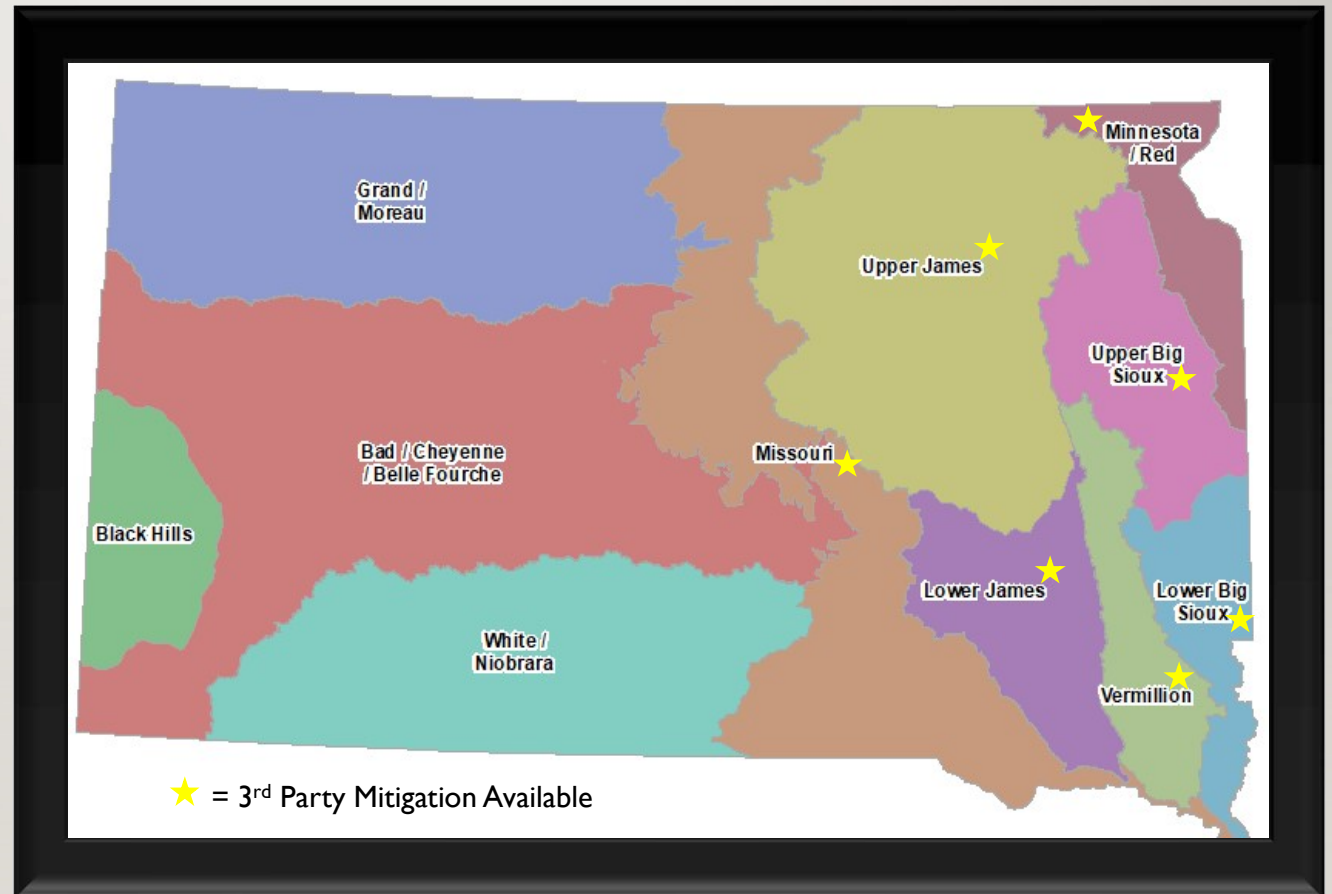 Minnesota
/ Red
Grand /
Moreau
Upper James
Upper Big
Sioux
Bad / Cheyenne
/ Belle Fourche
Missouri
Black Hills
Lower James
Lower Big
Sioux
White /
Niobrara
Vermillion
= 3rd Party Mitigation Available